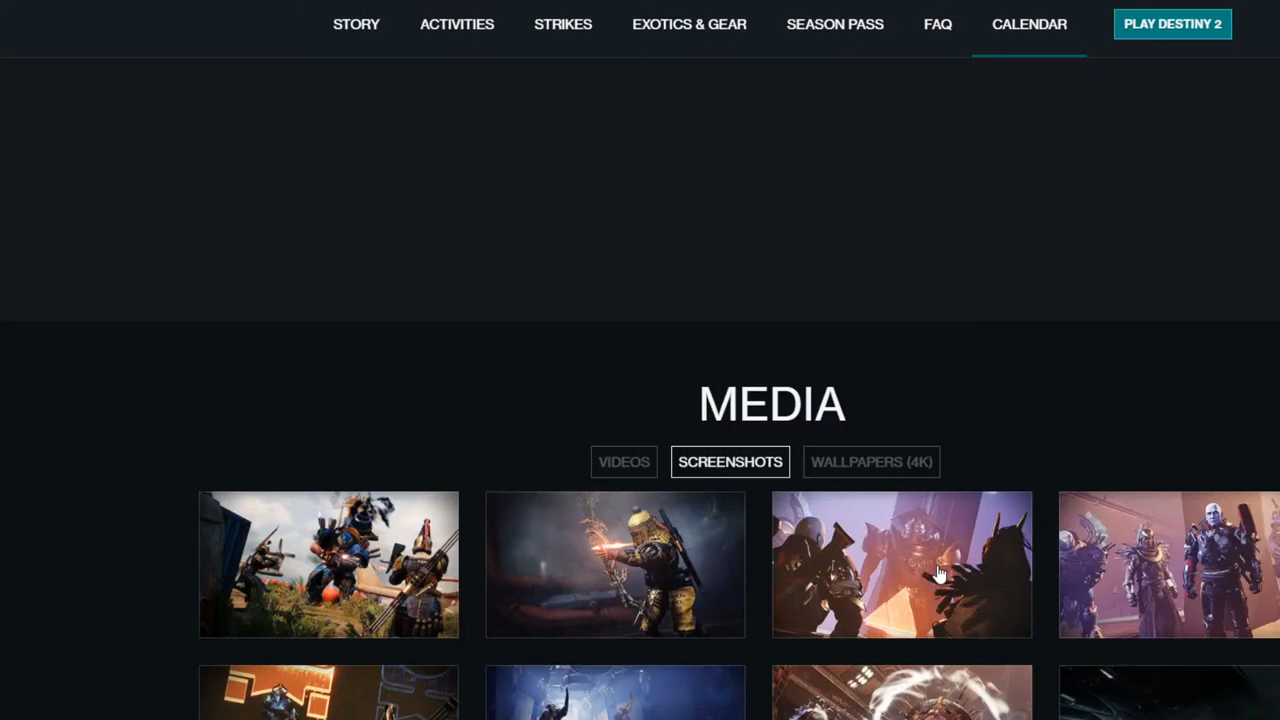 STORY ACTIVITIES STRIKES EXOTICS & GEAR SEASON PASS FAQ CALENDAR PLAY DESTINY 2
MEDIA
VIDEOS SCREENSHOTS WALLPAPERS (4K)